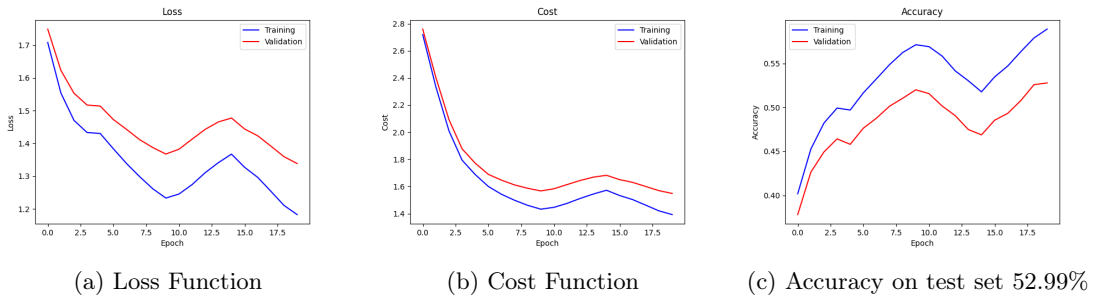 Loss
Training
Validation
1.7
1.6
1.5
1.4
1.3
1.2
Loss
0.0 2.5 5.0 7.5 10.0 12.5 15.0 17.5
Epoch
(a) Loss Function
Cost
Training
Validation
2.8
2.6
2.4
2.2
2.0
1.8
1.6
1.4
Cost
0.0 2.5 5.0 7.5 10.0 12.5 15.0 17.5
Epoch
(b) Cost Function
Accuracy
Training
Validation
0.55
0.50
0.45
0.40
Accuracy
0.0 2.5 5.0 7.5 10.0 12.5 15.0 17.5
Epoch
(c) Accuracy on test set 52.99%